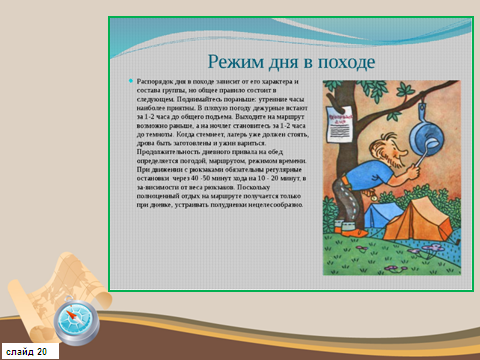 Режим дня в походе
Распорядок дня в походе зависит от его характера и
состава группы, но общее правило состоит в
следующем. Поднимайтесь пораньше: утренние часы
наиболее приятны. В плохую погоду дежурные встают
за 1-2 часа до общего подъема. Выходите на маршрут
возможно раньше, а на ночлег становитесь за 1-2 часа
до темноты. Когда стемнеет, лагерь уже должен стоять,
дрова быть заготовлены и ужин вариться.
Продолжительность дневного привала на обед
определяется погодой, маршрутом, режимом времени.
При движении с рюкзаками обязательны регулярные
остановки через 40 -50 минут хода на 10 - 20 минут, в
за-висимости от веса рюкзаков. Поскольку
полноценный отдых на маршруте получается только
при дневке, устраивать полудневки нецелесообразно.
слайд 20